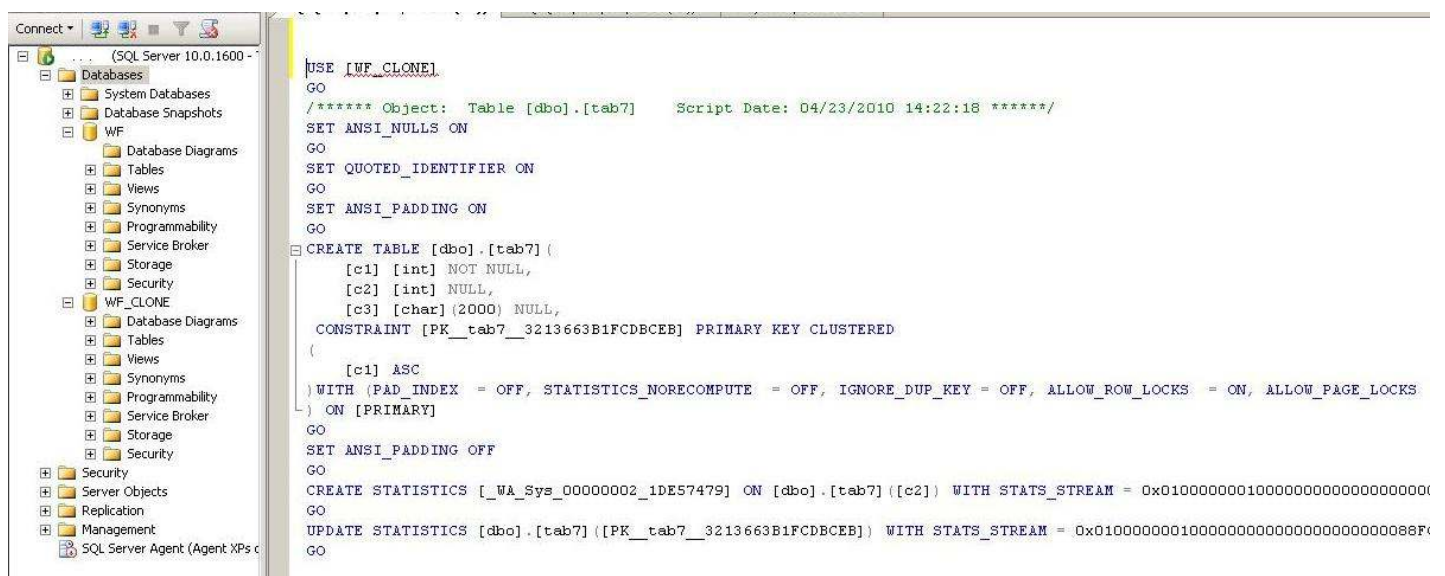 Connect
. . . (SQL Server 10.0.1600 -
Databases
System Databases
Database Snapshots
WF
Database Diagrams
Tables
Views
Synonyms
Programmability
Service Broker
Storage
Security
WF_CLONE
Database Diagrams
Tables
Views
Synonyms
Programmability
Service Broker
Storage
Security
Security
Server Objects
Replication
Management
SQL Server Agent (Agent XPs
USE [WF_CLONE]
GO
/****** Object:  Table [dbo].[tab7]    Script Date: 04/23/2010 14:22:18 ******/
SET ANSI_NULLS ON
GO
SET QUOTED_IDENTIFIER ON
GO
SET ANSI_PADDING ON
GO
CREATE TABLE [dbo].[tab7](
[c1] [int] NOT NULL,
[c2] [int] NULL,
[c3] [char](2000) NULL,
CONSTRAINT [PK__tab7__3213663B1FCDBCEB] PRIMARY KEY CLUSTERED
(
[c1] ASC
)WITH (PAD_INDEX  = OFF, STATISTICS_NORECOMPUTE  = OFF, IGNORE_DUP_KEY = OFF, ALLOW_ROW_LOCKS  = ON, ALLOW_PAGE_LOCKS
) ON [PRIMARY]
GO
SET ANSI_PADDING OFF
GO
CREATE STATISTICS [_WA_Sys_00000002_1DE57479] ON [dbo].[tab7]([c2]) WITH STATS_STREAM =
GO
UPDATE STATISTICS [dbo].[tab7]([PK__tab7__3213663B1FCDBCEB]) WITH STATS_STREAM =
GO